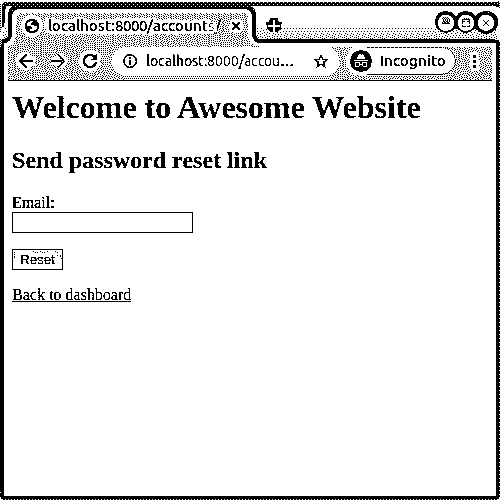 localhost:8000/accounts/
localhost:8000/accou...
Incognito
Welcome to Awesome Website
Send password reset link
Email:
Reset
Back to dashboard